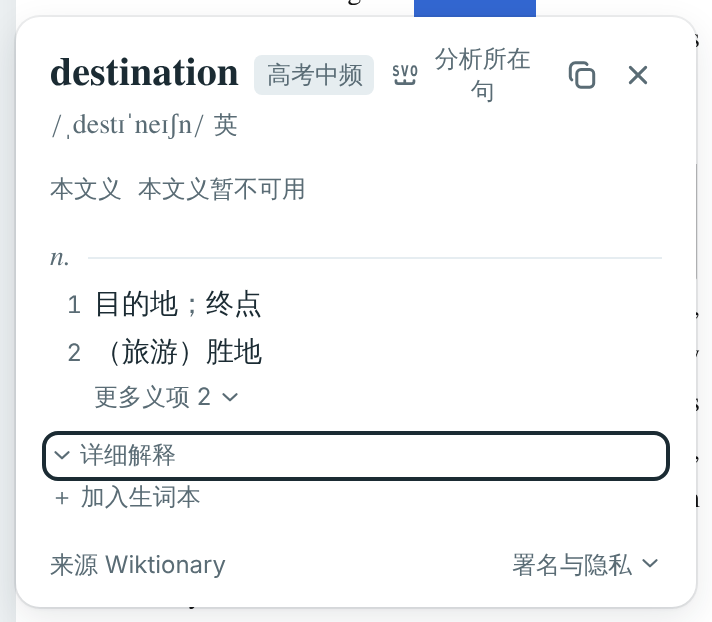 destination 高考中频 SVO 分析所在句
/ˌdestɪˈneɪʃn/ 英
本文义 本文义暂不可用
n.
1 目的地；终点
2 （旅游）胜地
更多义项 2
详细解释
+ 加入生词本
来源 Wiktionary 署名与隐私